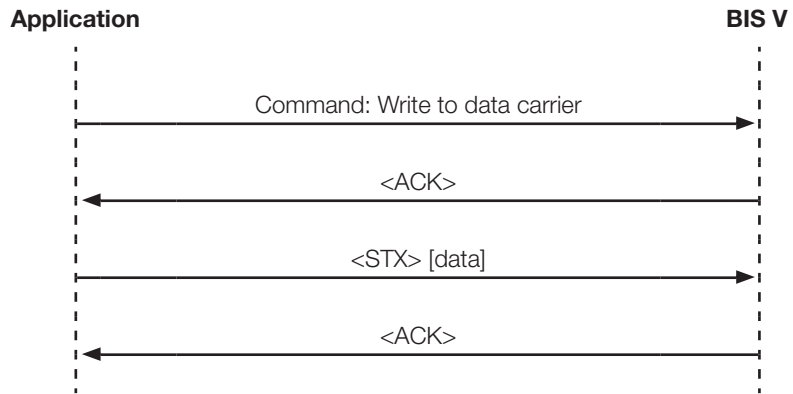 Application BIS V
Command: Write to data carrier
<ACK>
<STX> [data]
<ACK>